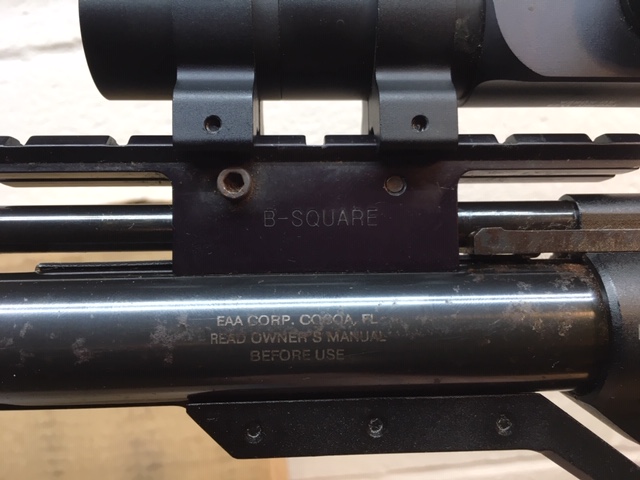 B-SQUARE
EAA CORP. COCOA, FL
READ OWNER'S MANUAL
BEFORE USE